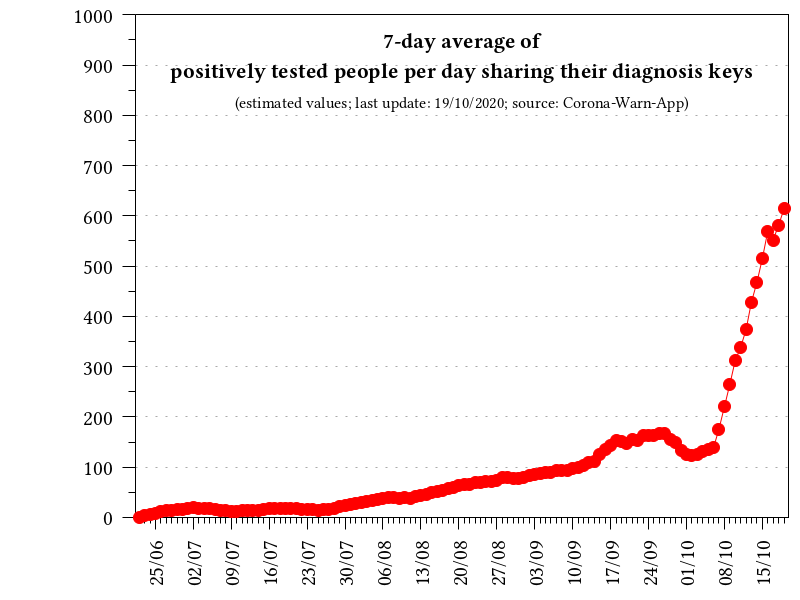 7-day average of
positively tested people per day sharing their diagnosis keys
(estimated values; last update: 19/10/2020; source: Corona-Warn-App)
1000
900
800
700
600
500
400
300
200
100
0
25/06 02/07 09/07 16/07 23/07 30/07 06/08 13/08 20/08 27/08 03/09 10/09 17/09 24/09 01/10 08/10 15/10